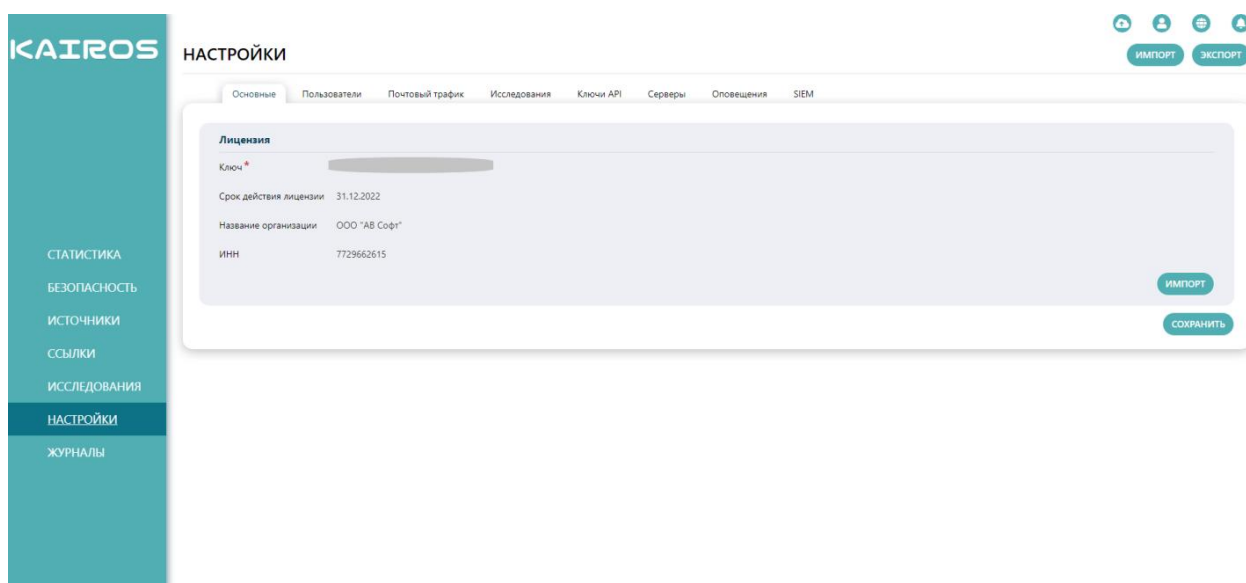 KAIROS
НАСТРОЙКИ
ИМПОРТ ЭКСПОРТ
Основные Пользователи Почтовый трафик Исследования Ключи API Серверы Оповещения SIEM
Лицензия
Ключ *
Срок действия лицензии 31.12.2022
Название организации ООО "АВ Софт"
ИНН 7729662615
ИМПОРТ
СОХРАНИТЬ
СТАТИСТИКА
БЕЗОПАСНОСТЬ
ИСТОЧНИКИ
ССЫЛКИ
ИССЛЕДОВАНИЯ
НАСТРОЙКИ
ЖУРНАЛЫ